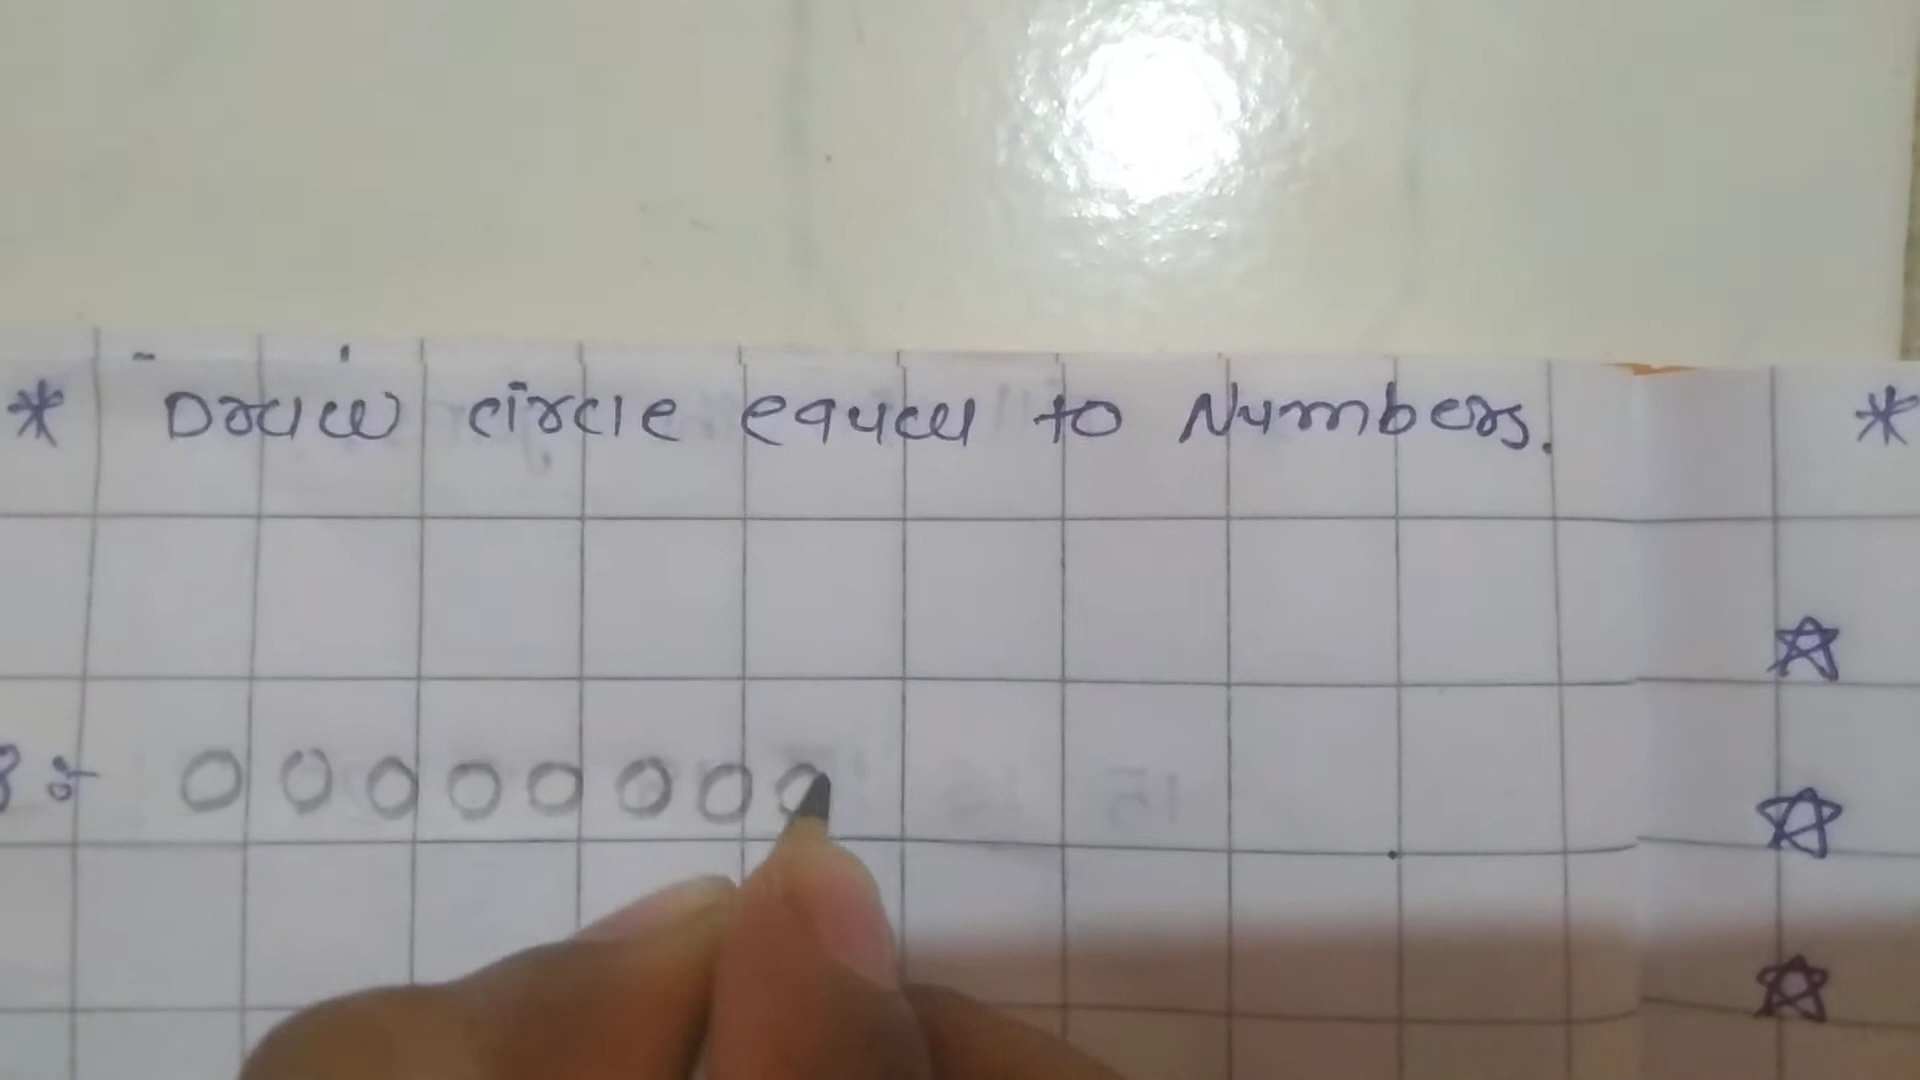 * Draw circle equal to Numbers. *
8 ÷ 0 0 0 0 0 0 0 0